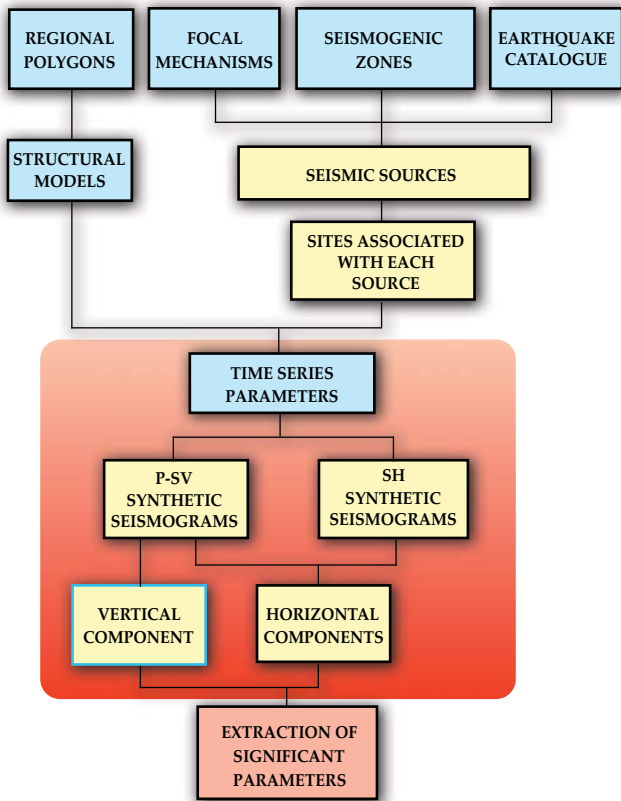 REGIONAL
POLYGONS
FOCAL
MECHANISMS
SEISMOGENIC
ZONES
EARTHQUAKE
CATALOGUE
STRUCTURAL
MODELS
SEISMIC SOURCES
SITES ASSOCIATED
WITH EACH
SOURCE
TIME SERIES
PARAMETERS
P-SV
SYNTHETIC
SEISMOGRAMS
SH
SYNTHETIC
SEISMOGRAMS
VERTICAL
COMPONENT
HORIZONTAL
COMPONENTS
EXTRACTION OF
SIGNIFICANT
PARAMETERS